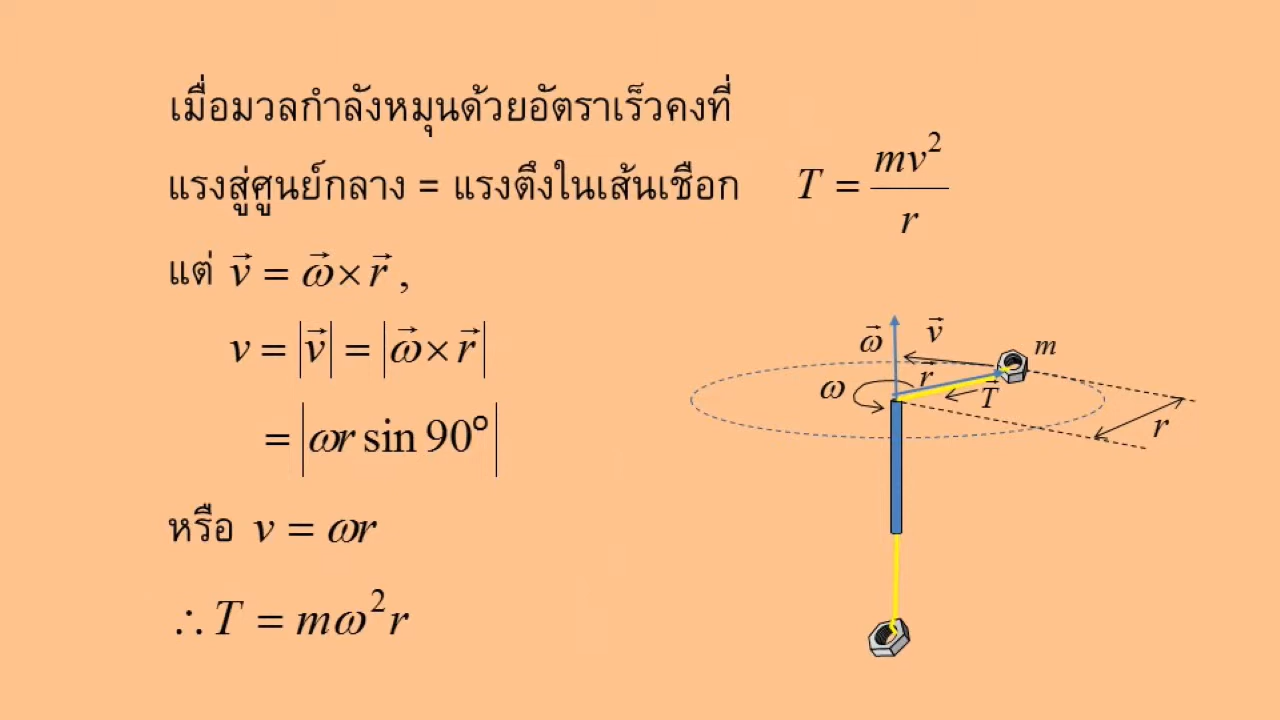 เมื่อมวลกำลังหมุนด้วยอัตราเร็วคงที่
แรงสู่ศูนย์กลาง = แรงตึงในเส้นเชือก T = mv²/r
แต่ v⃗ = ω⃗ × r⃗ ,
v = |v⃗| = |ω⃗ × r⃗|
= |ωr sin 90°|
หรือ v = ωr
∴ T = mω²r
ω⃗
v⃗
m
ω
r⃗
T⃗
r